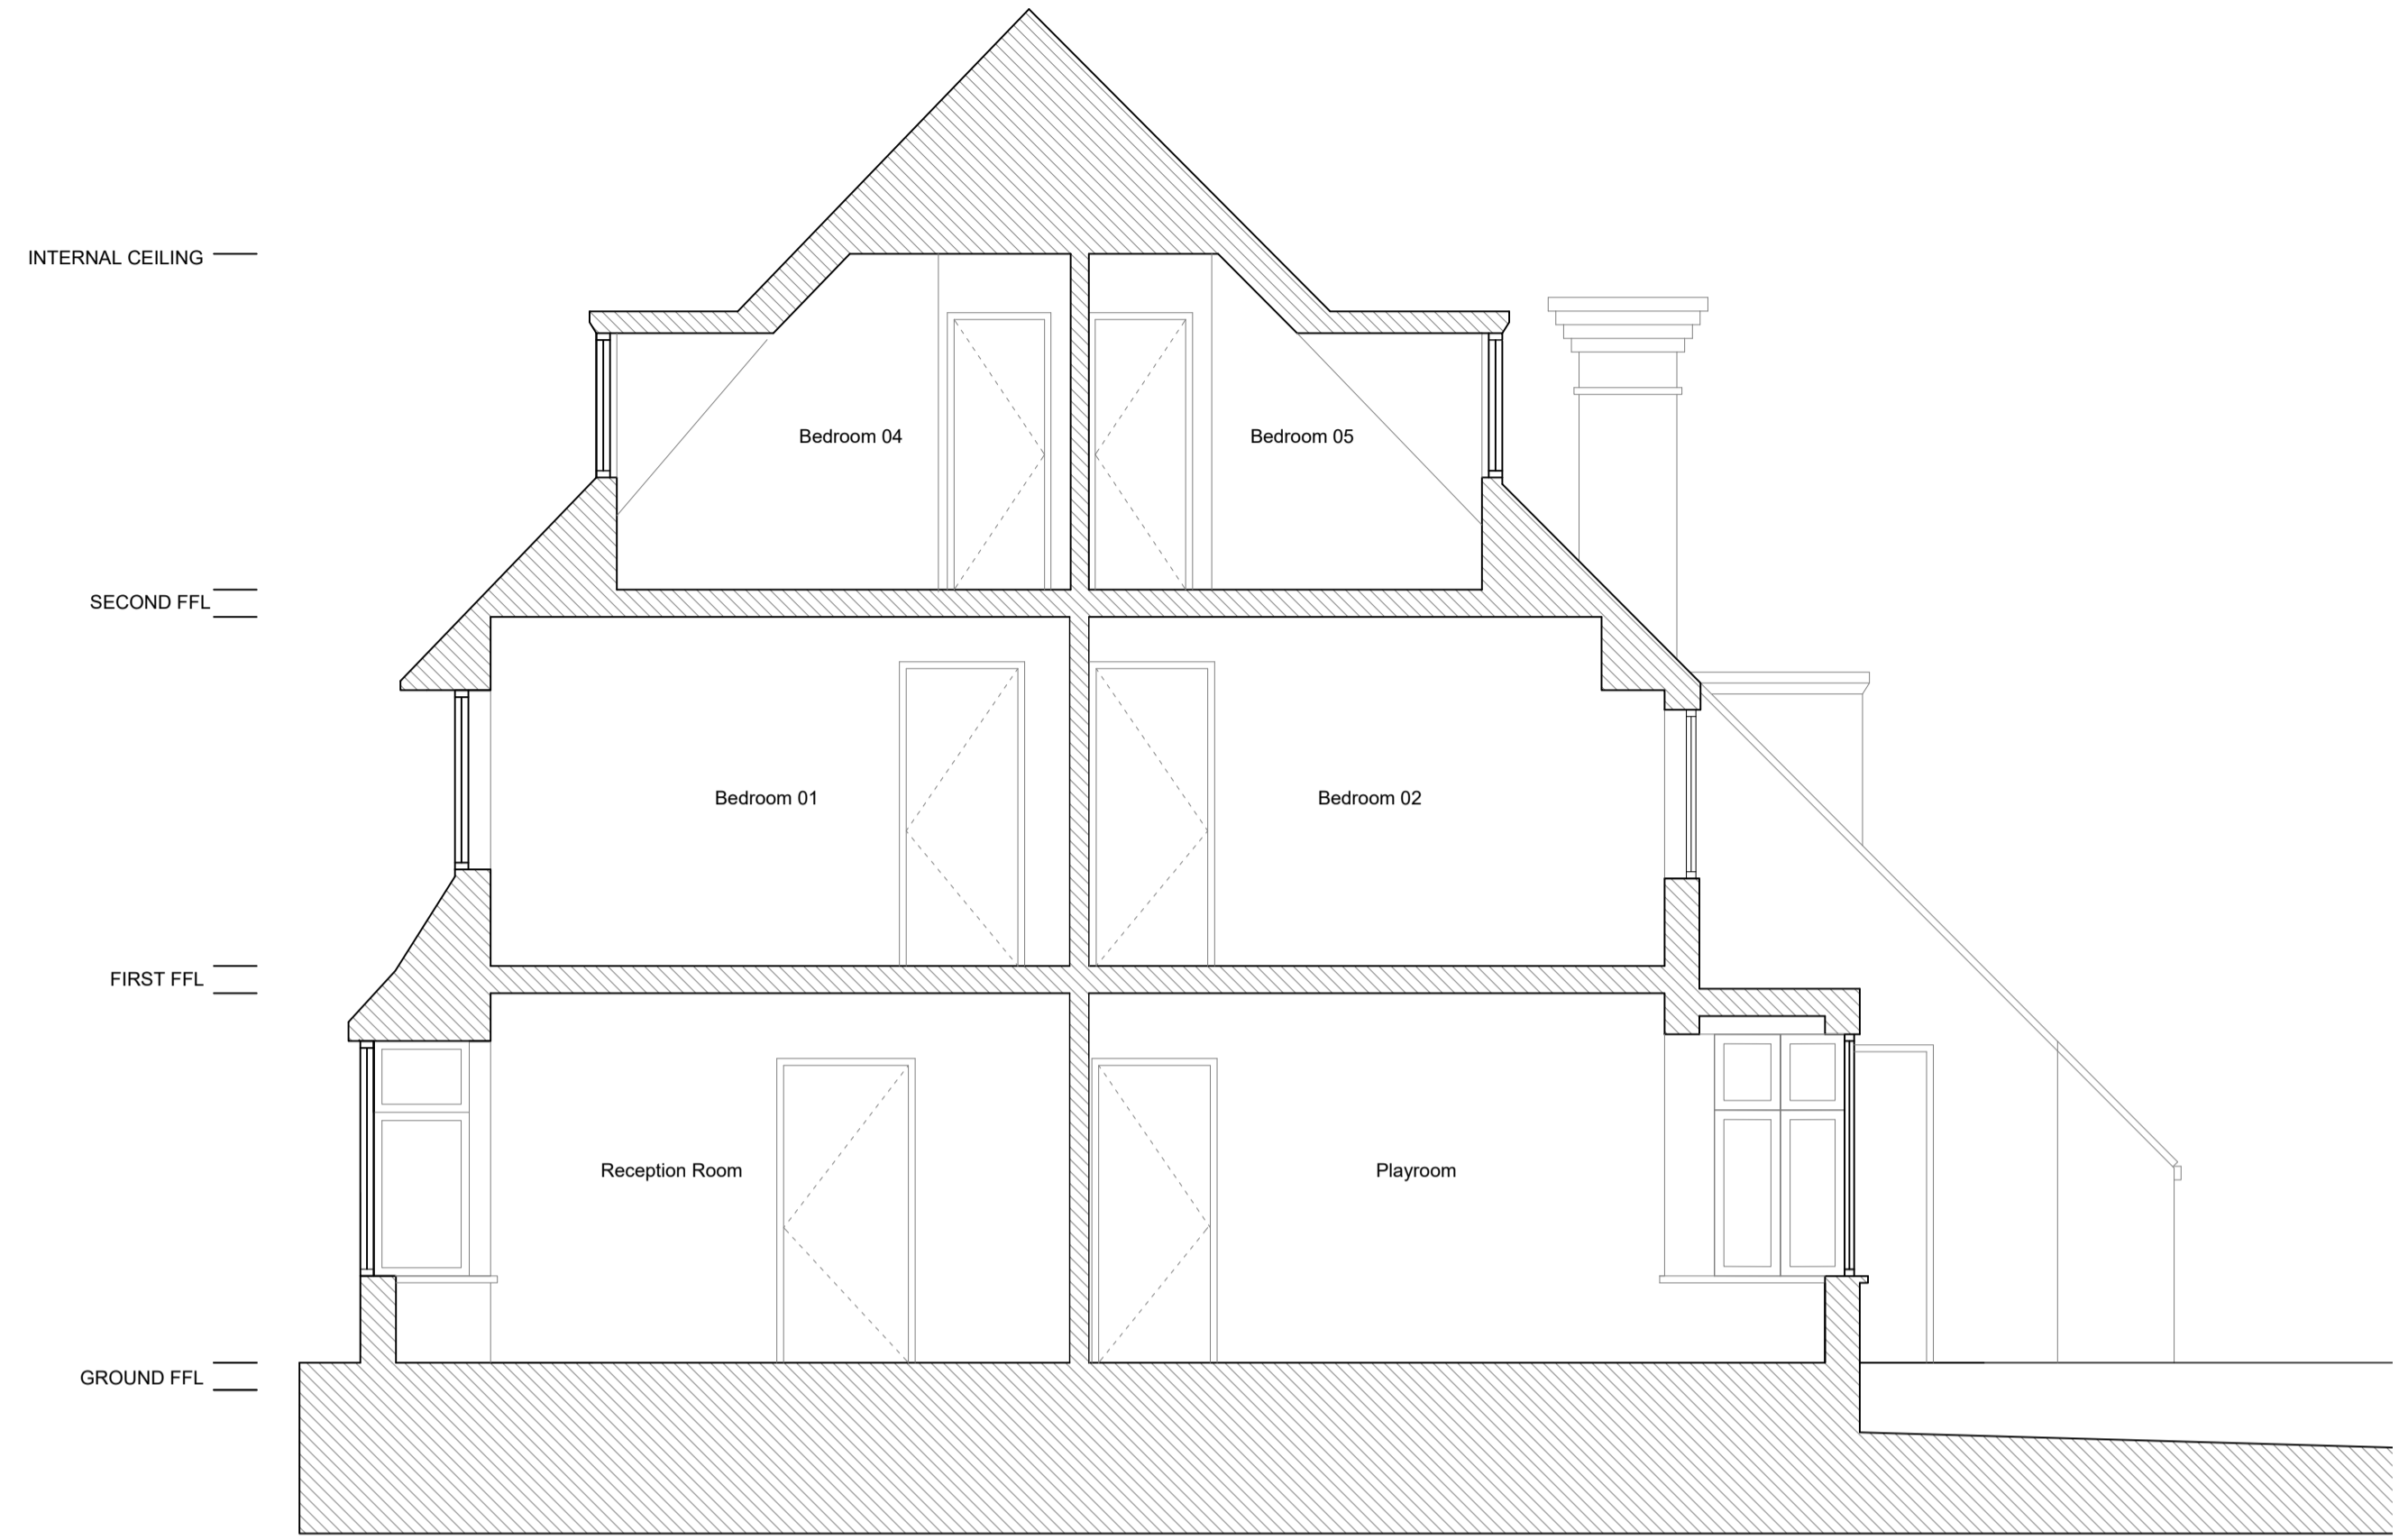 INTERNAL CEILING
Bedroom 04
Bedroom 05
SECOND FFL
Bedroom 01
Bedroom 02
FIRST FFL
Reception Room
Playroom
GROUND FFL